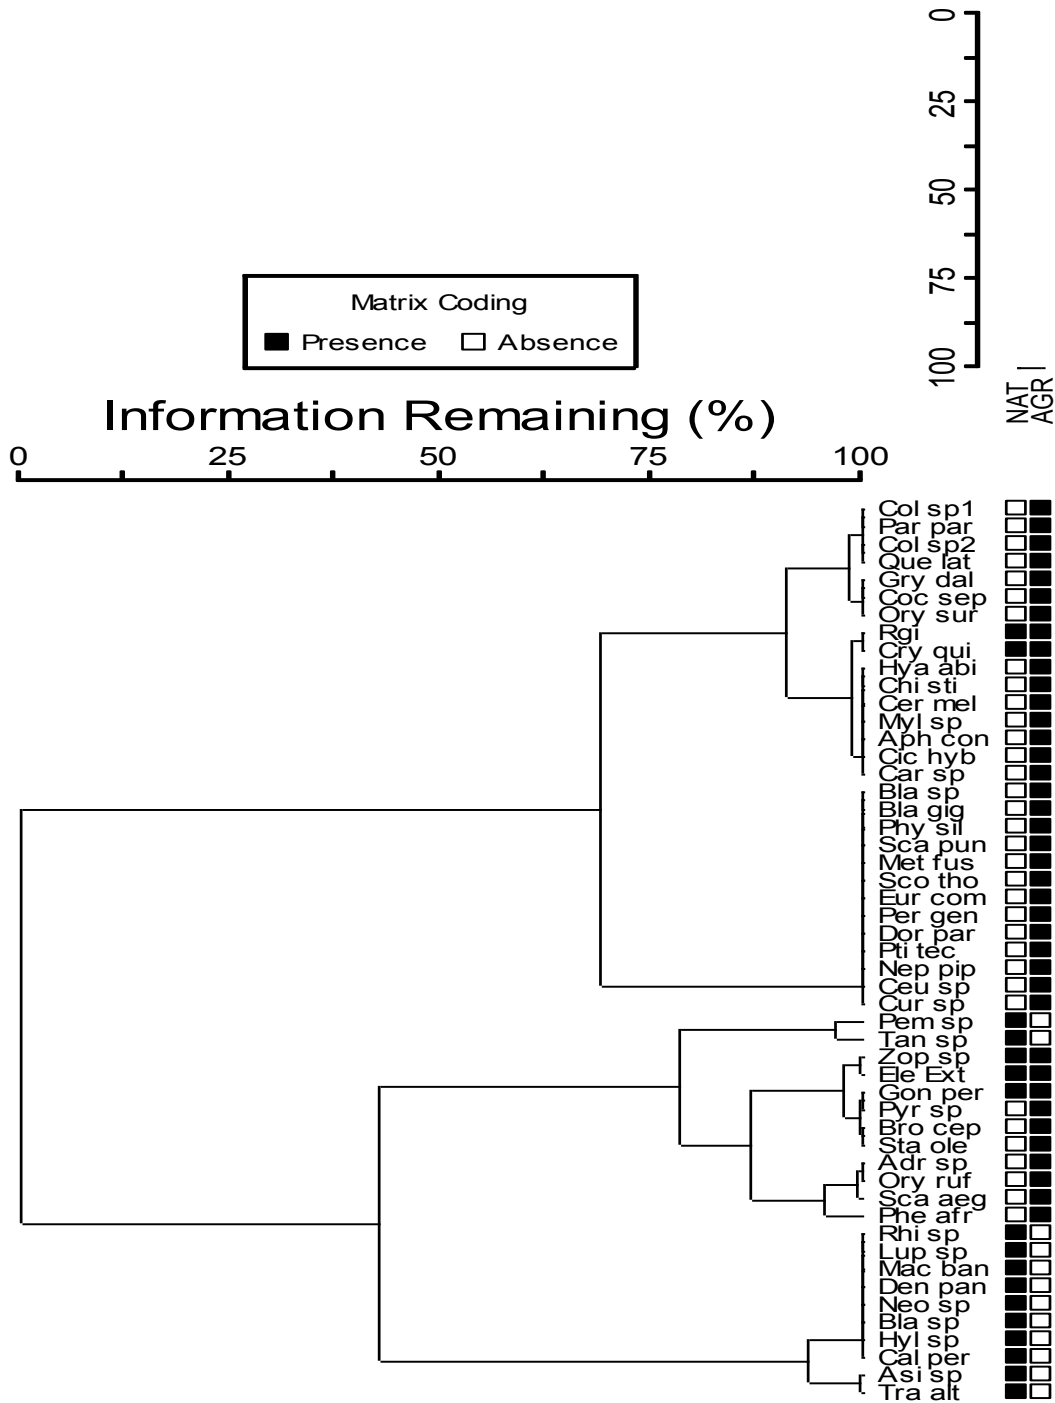 0
25
50
75
100
NAT
AGR I
Matrix Coding
Presence Absence
Information Remaining (%)
0 25 50 75 100
Col sp1
Par par
Col sp2
Que lat
Gry dal
Coc sep
Ory sur
Rgi
Cry qui
Hya abi
Chi sti
Cer mel
Myl sp
Aph con
Cic hyb
Car sp
Bla sp
Bla gig
Phy sil
Sca pun
Met fus
Sco tho
Eur com
Per gen
Dor par
Pti tec
Nep pip
Ceu sp
Cur sp
Pem sp
Tan sp
Zop sp
Ele Ext
Gon per
Pyr sp
Bro cep
Sta ole
Adr sp
Ory ruf
Sca aeg
Phe afr
Rhi sp
Lup sp
Mac ban
Den pan
Neo sp
Bla sp
Hyl sp
Cal per
Asi sp
Tra alt